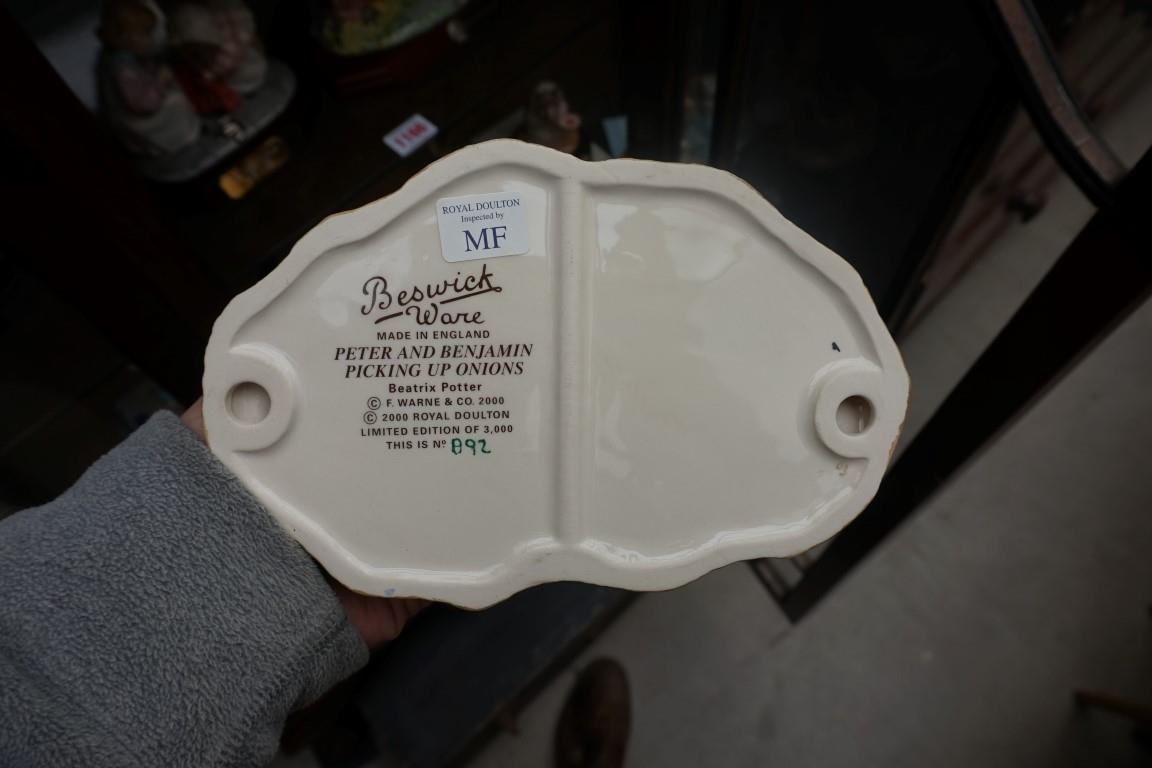 1166
ROYAL DOULTON
Inspected by
MF
Beswick
Ware
MADE IN ENGLAND
PETER AND BENJAMIN
PICKING UP ONIONS
Beatrix Potter
© F. WARNE & CO. 2000
© 2000 ROYAL DOULTON
LIMITED EDITION OF 3,000
THIS IS Nº 892